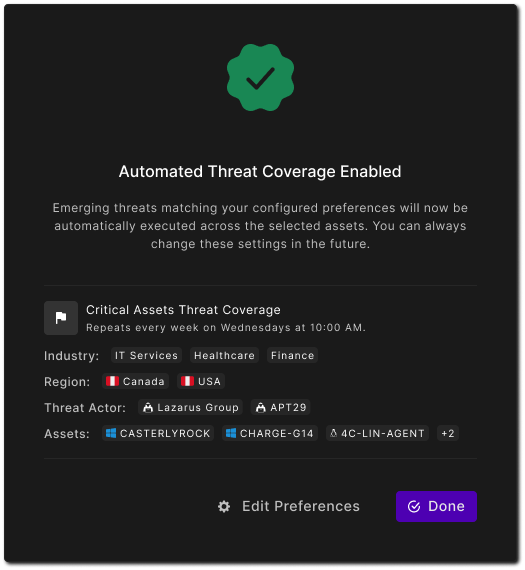 Automated Threat Coverage Enabled
Emerging threats matching your configured preferences will now be
automatically executed across the selected assets. You can always
change these settings in the future.
Critical Assets Threat Coverage
Repeats every week on Wednesdays at 10:00 AM.
Industry: IT Services Healthcare Finance
Region: Canada USA
Threat Actor: Lazarus Group APT29
Assets: CASTERLYROCK CHARGE-G14 4C-LIN-AGENT +2
Edit Preferences Done